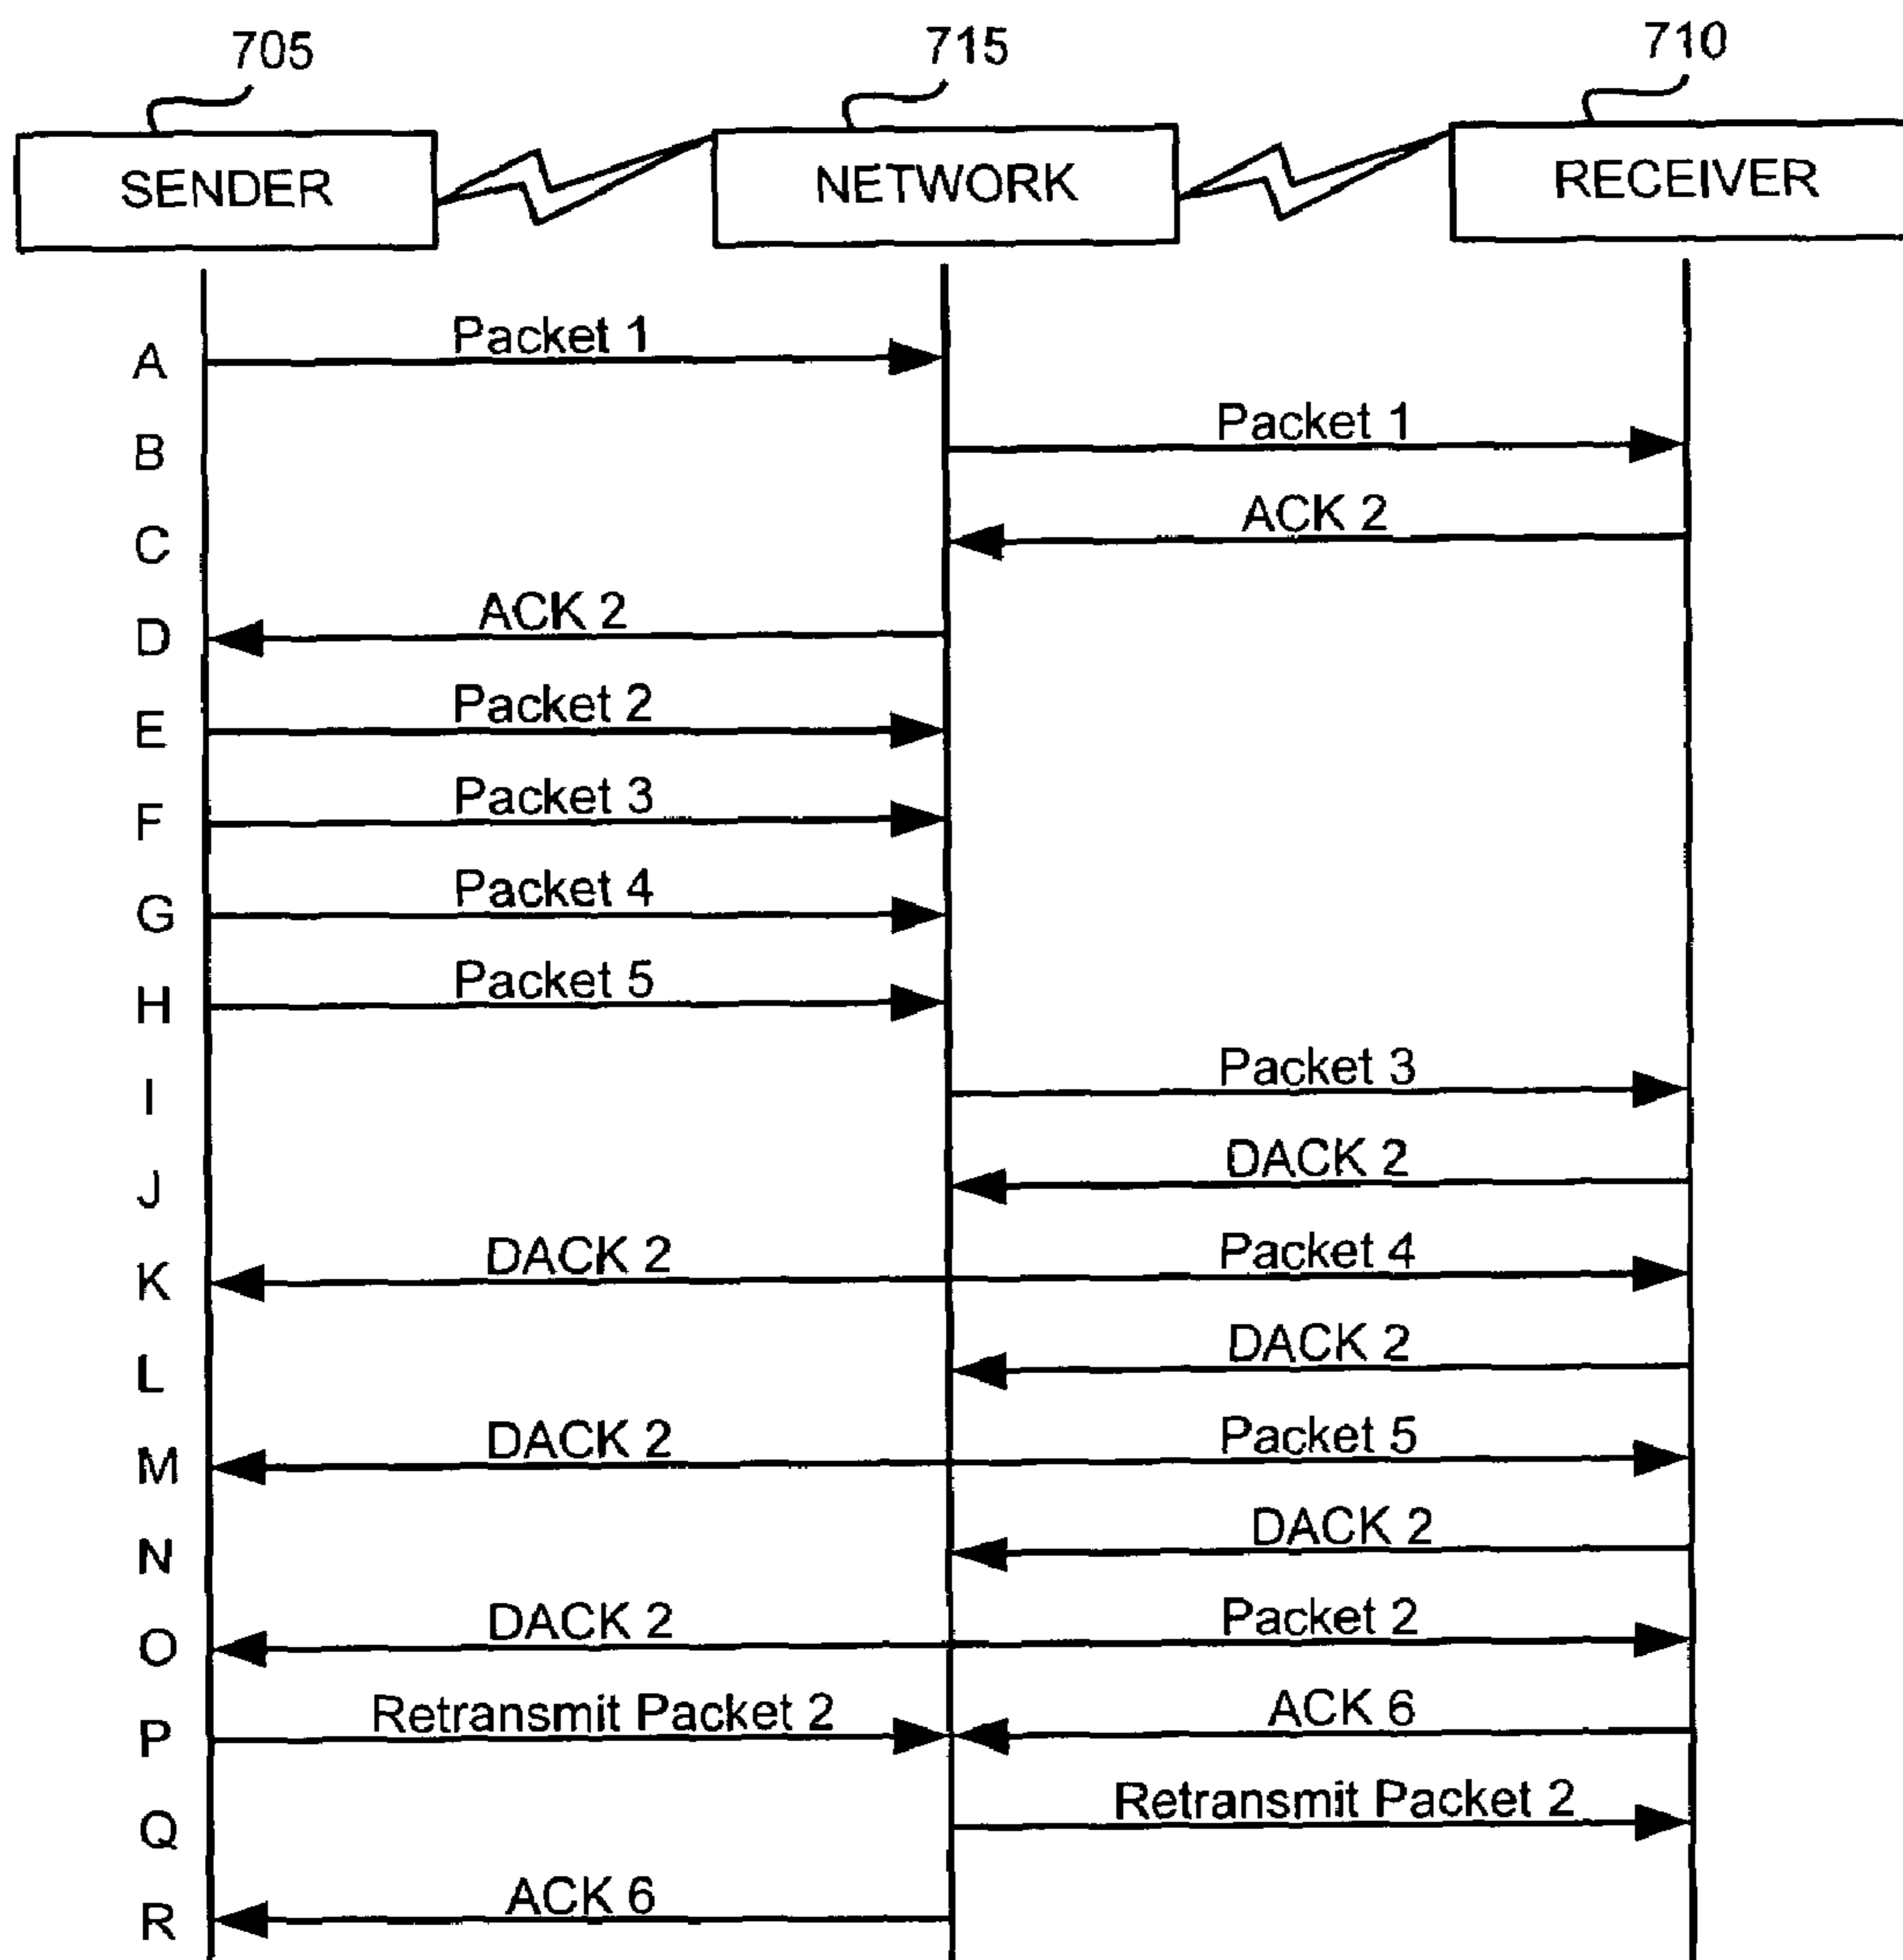 705 715 710
SENDER NETWORK RECEIVER
A Packet 1
B Packet 1
C ACK 2
D ACK 2
E Packet 2
F Packet 3
G Packet 4
H Packet 5
I Packet 3
J DACK 2
K DACK 2 Packet 4
L DACK 2
M DACK 2 Packet 5
N DACK 2
O DACK 2 Packet 2
P Retransmit Packet 2 ACK 6
Q Retransmit Packet 2
R ACK 6